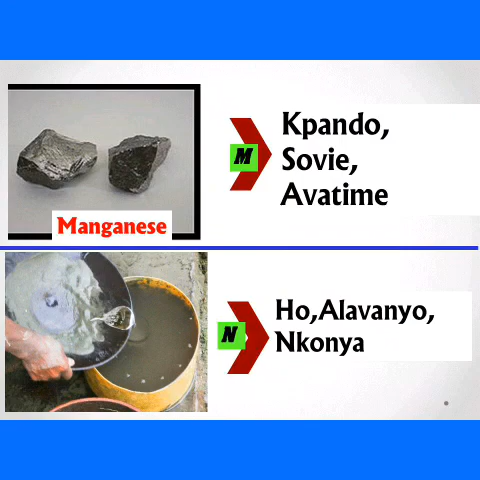 Kpando,
M
Sovie,
Avatime
Manganese
Ho,Alavanyo,
N
Nkonya